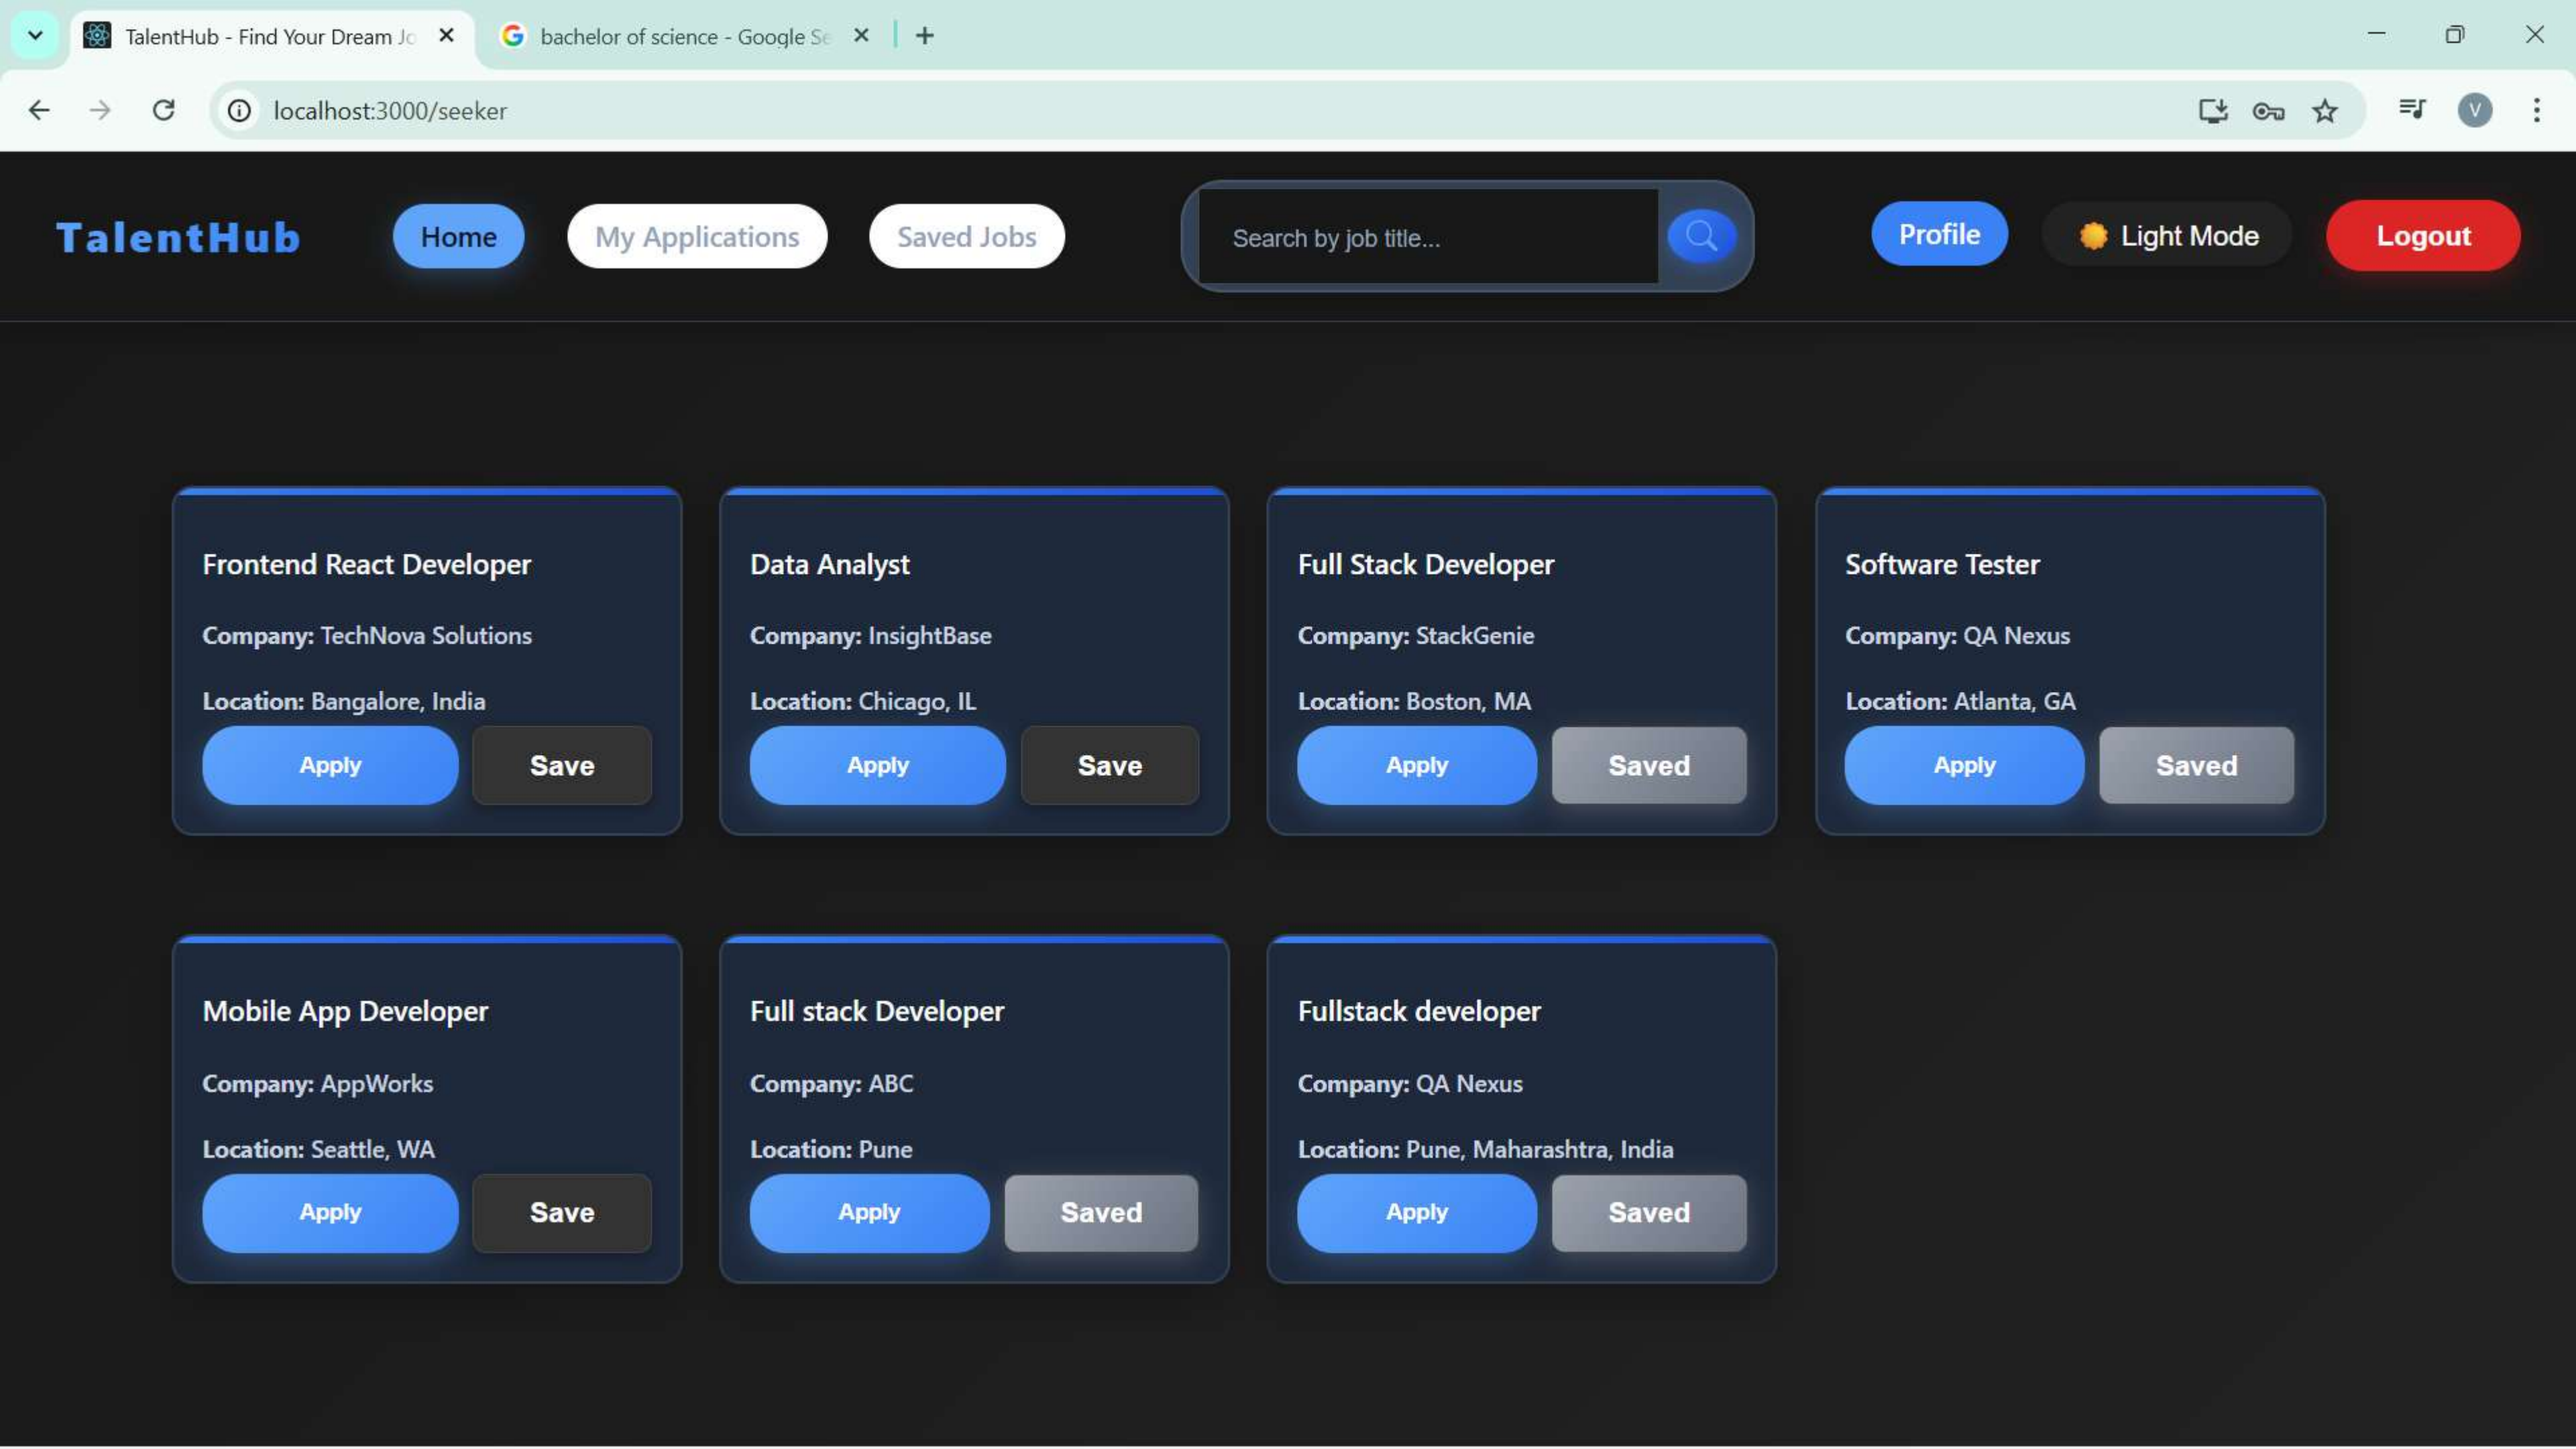 TalentHub - Find Your Dream Jo
bachelor of science - Google Se
localhost:3000/seeker
V
TalentHub
Home
My Applications
Saved Jobs
Search by job title...
Profile
Light Mode
Logout
Frontend React Developer
Company: TechNova Solutions
Location: Bangalore, India
Apply
Save
Data Analyst
Company: InsightBase
Location: Chicago, IL
Apply
Save
Full Stack Developer
Company: StackGenie
Location: Boston, MA
Apply
Saved
Software Tester
Company: QA Nexus
Location: Atlanta, GA
Apply
Saved
Mobile App Developer
Company: AppWorks
Location: Seattle, WA
Apply
Save
Full stack Developer
Company: ABC
Location: Pune
Apply
Saved
Fullstack developer
Company: QA Nexus
Location: Pune, Maharashtra, India
Apply
Saved